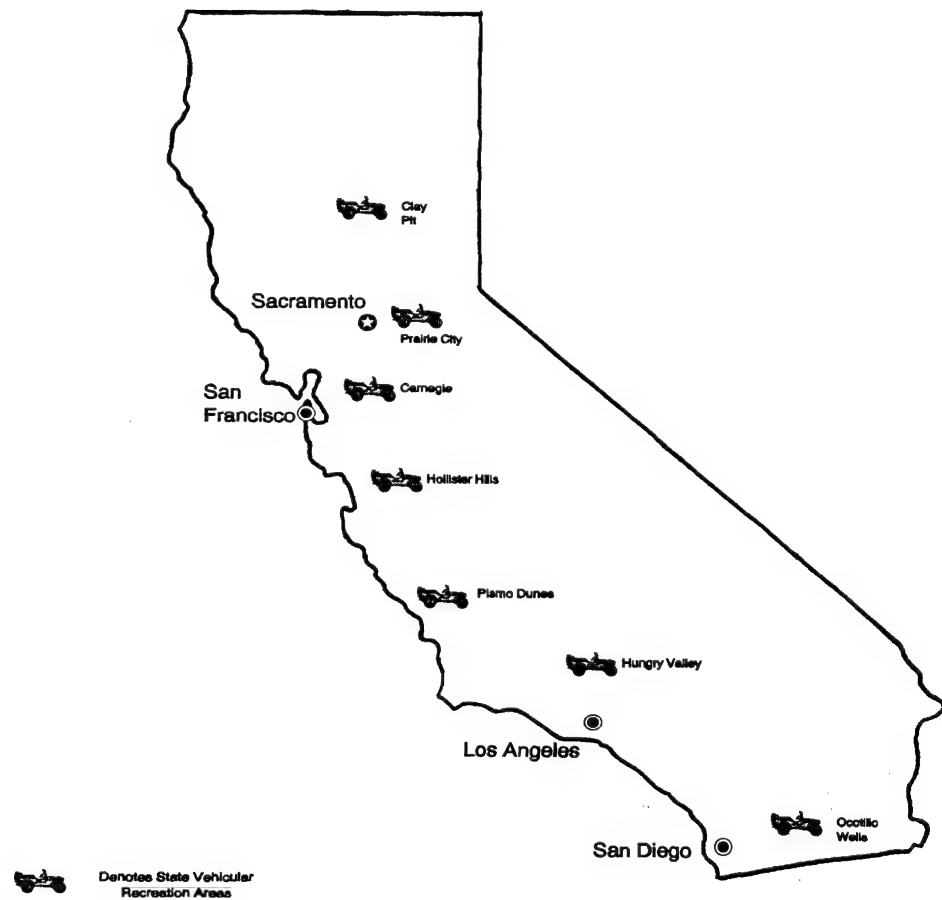 Clay
Pit
Sacramento
Prairie City
San
Francisco
Carnegie
Hollister Hills
Pismo Dunes
Hungry Valley
Los Angeles
Ocotillo
Wells
San Diego
Denotes State Vehicular
Recreation Areas